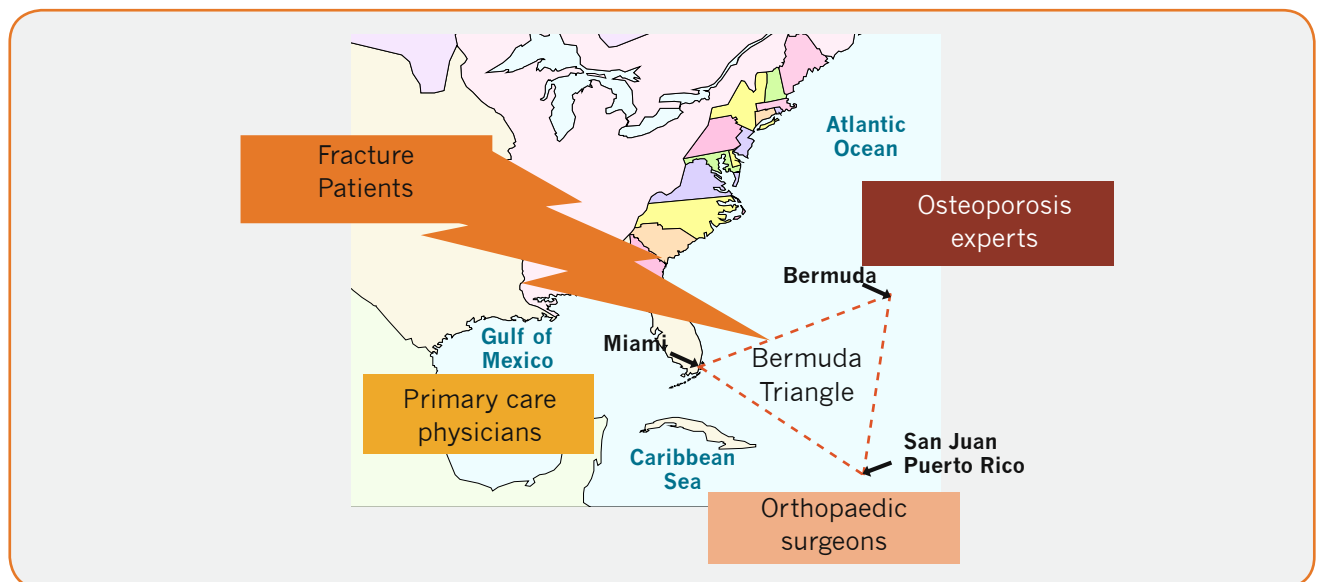 Fracture
Patients
Atlantic
Ocean
Osteoporosis
experts
Bermuda
Gulf of
Mexico
Miami
Bermuda
Triangle
Primary care
physicians
San Juan
Puerto Rico
Caribbean
Sea
Orthopaedic
surgeons